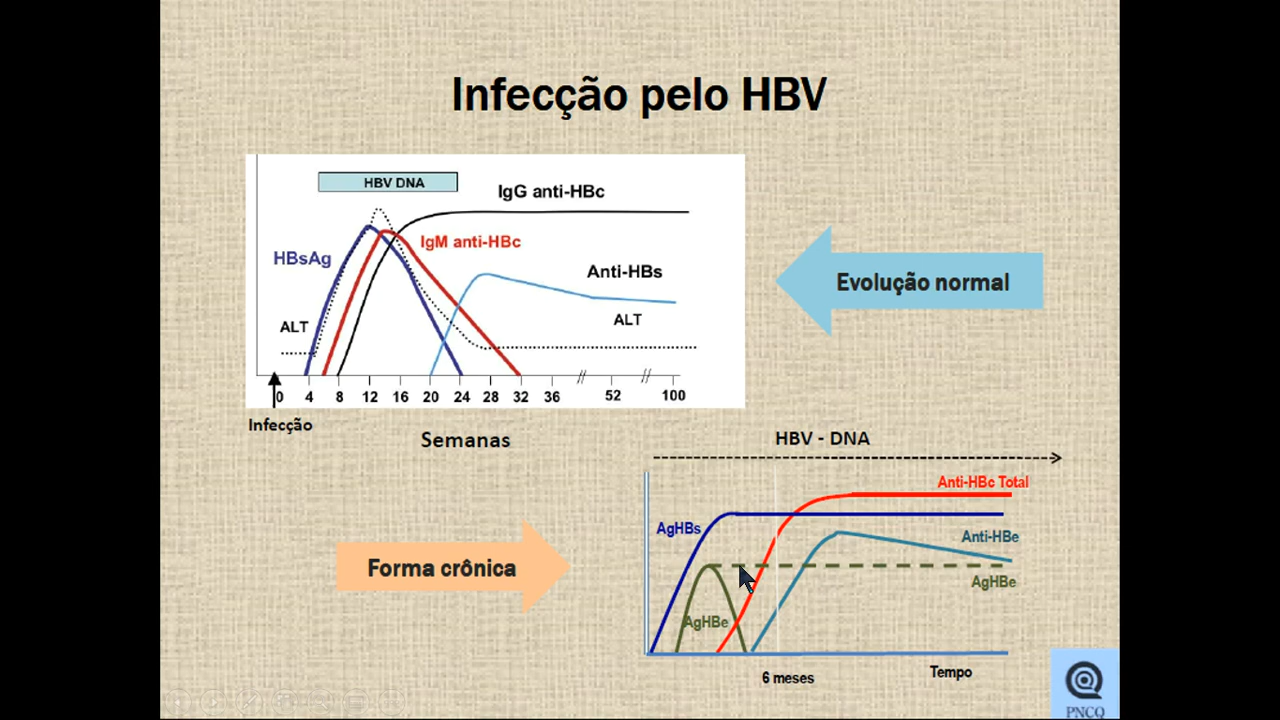 Infecção pelo HBV
HBV DNA
IgG anti-HBc
HBsAg
IgM anti-HBc
Anti-HBs
ALT
ALT
0 4 8 12 16 20 24 28 32 36 // 52 // 100
Infecção
Semanas
Evolução normal
Forma crônica
HBV - DNA
Anti-HBc Total
AgHBs
Anti-HBe
AgHBe
AgHBe
6 meses
Tempo
PNCQ